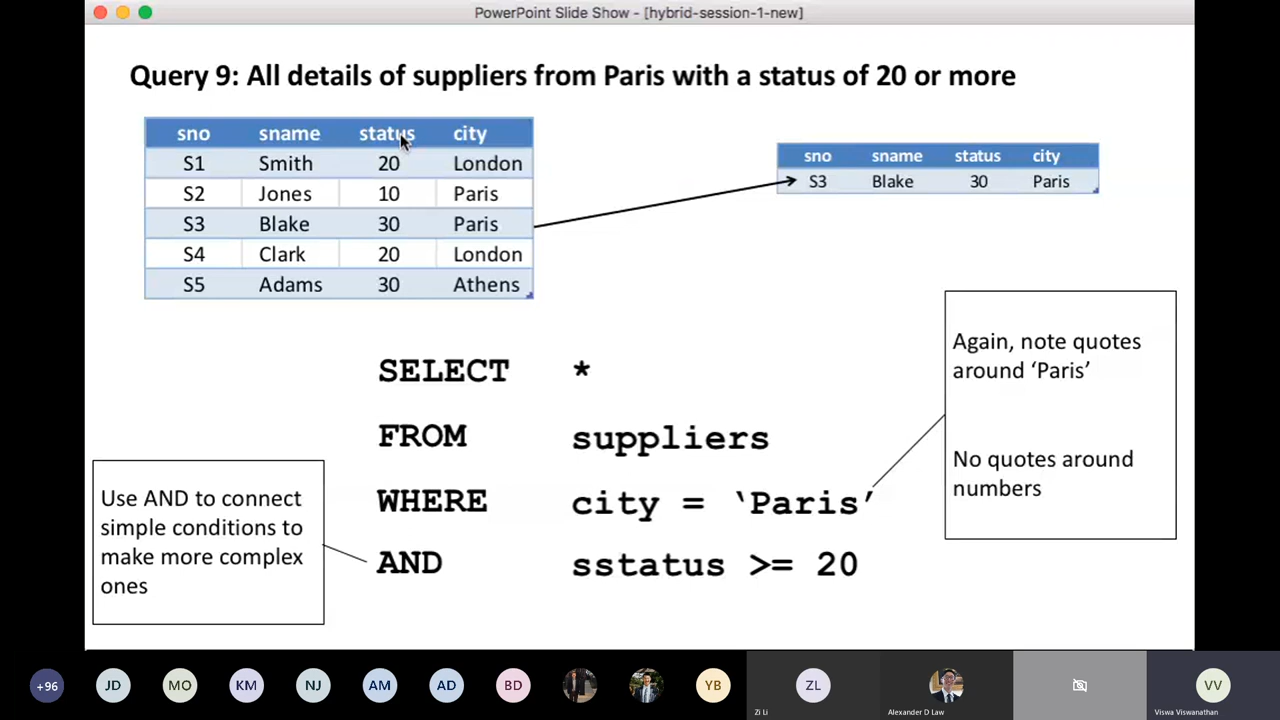 PowerPoint Slide Show - [hybrid-session-1-new]
Query 9: All details of suppliers from Paris with a status of 20 or more
sno sname status city
S1 Smith 20 London
S2 Jones 10 Paris
S3 Blake 30 Paris
S4 Clark 20 London
S5 Adams 30 Athens
sno sname status city
S3 Blake 30 Paris
SELECT *
FROM suppliers
WHERE city = ‘Paris’
AND sstatus >= 20
Again, note quotes
around ‘Paris’
No quotes around
numbers
Use AND to connect
simple conditions to
make more complex
ones
+96 JD MO KM NJ AM AD BD YB ZL VV
Zi Li
Alexander D Law
Viswa Viswanathan